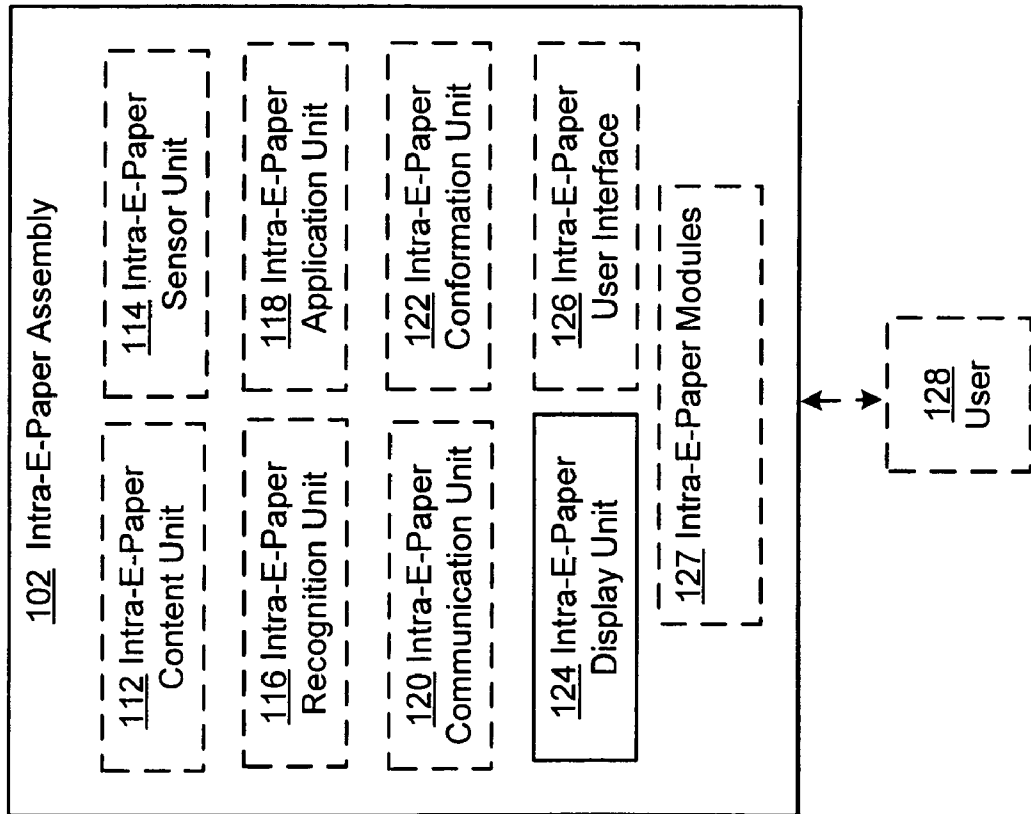 102 Intra-E-Paper Assembly
112 Intra-E-Paper
Content Unit
114 Intra-E-Paper
Sensor Unit
116 Intra-E-Paper
Recognition Unit
118 Intra-E-Paper
Application Unit
120 Intra-E-Paper
Communication Unit
122 Intra-E-Paper
Conformation Unit
124 Intra-E-Paper
Display Unit
126 Intra-E-Paper
User Interface
127 Intra-E-Paper Modules
128
User